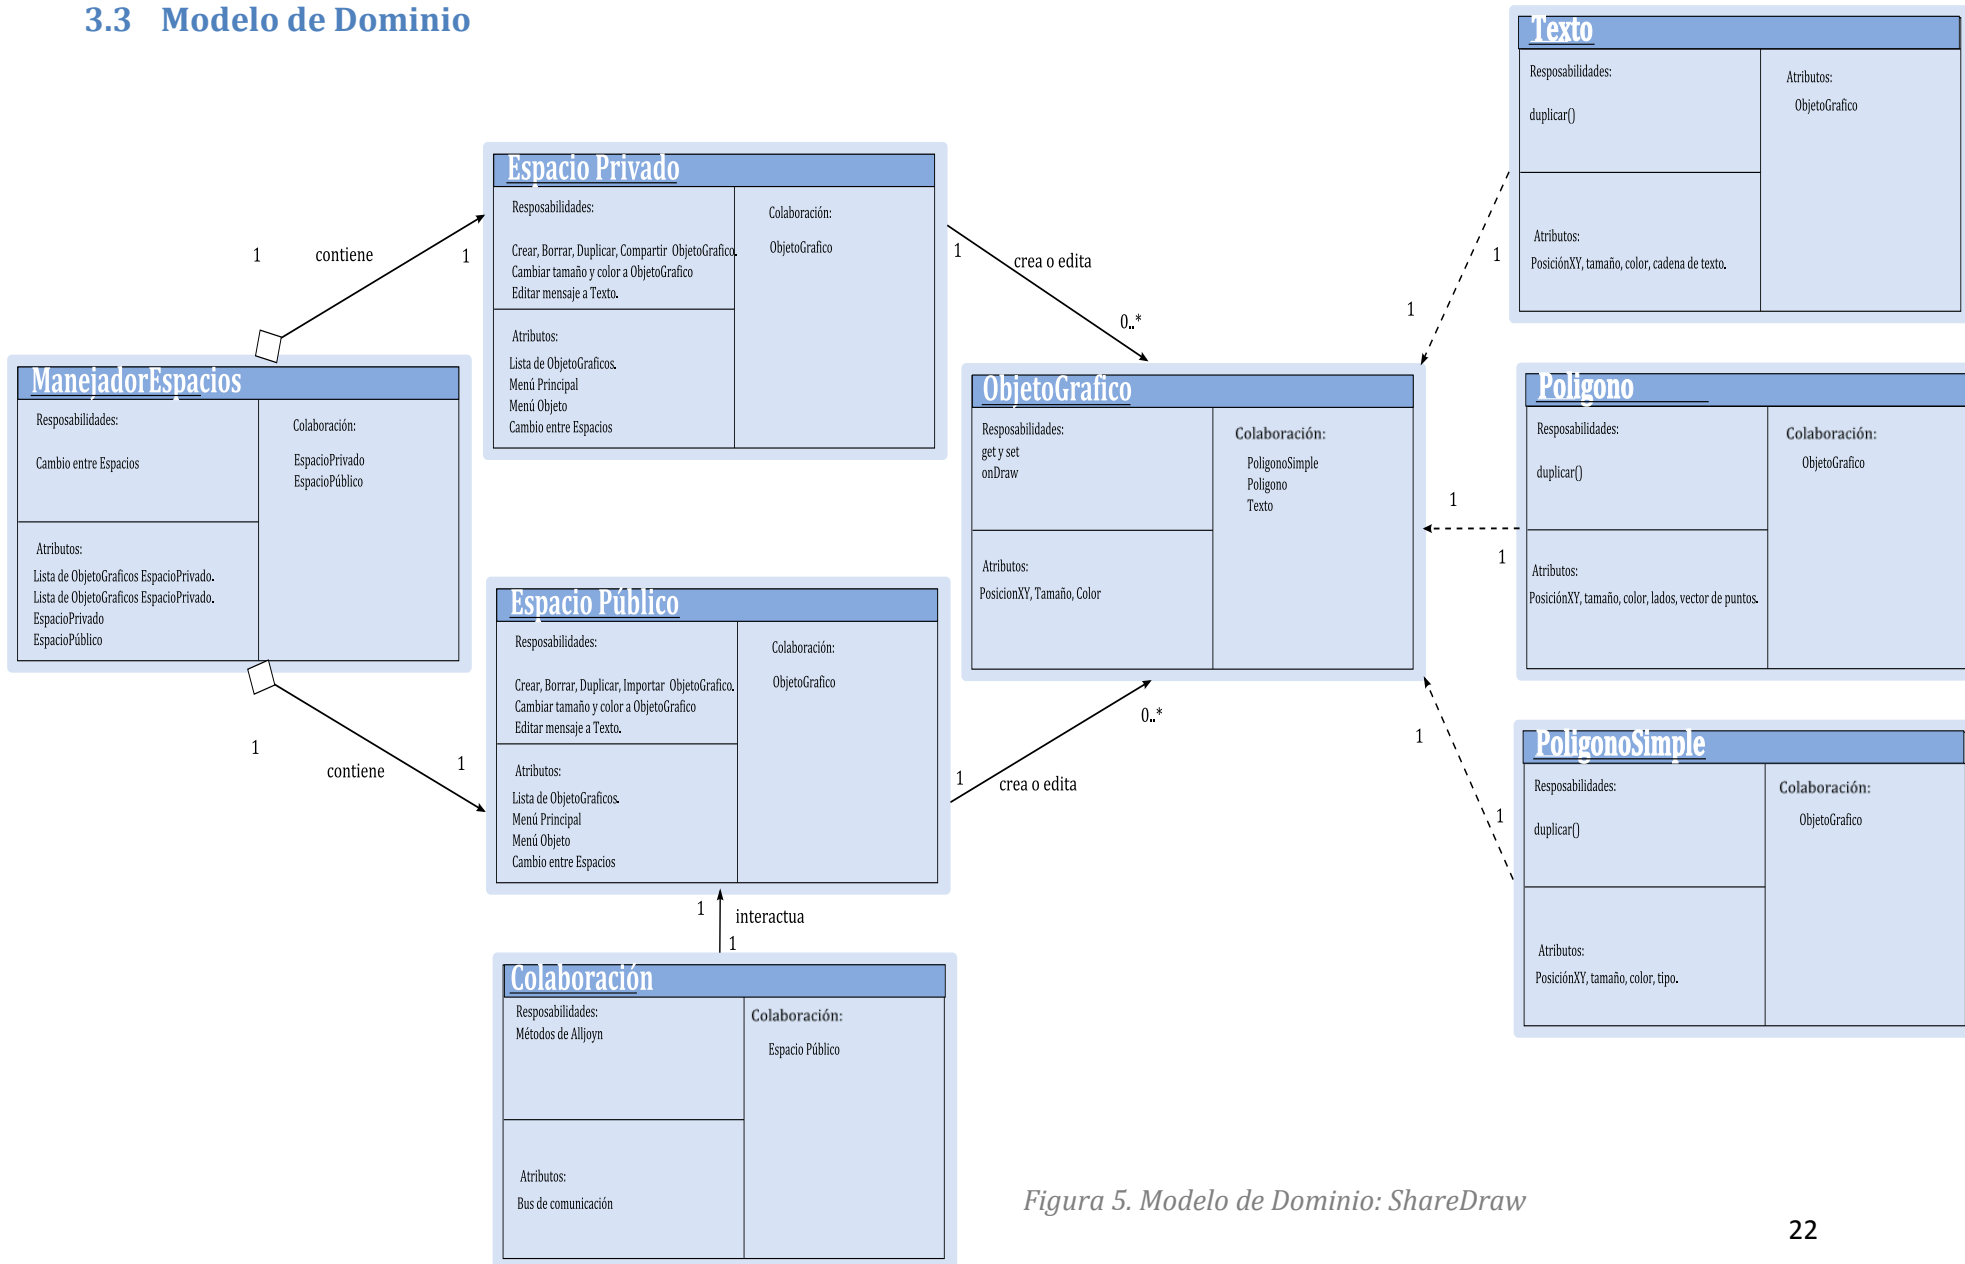 3.3 Modelo de Dominio
Texto
Resposabilidades:
duplicar()
Atributos:
ObjetoGrafico
Atributos:
PosiciónXY, tamaño, color, cadena de texto.
Espacio Privado
Resposabilidades:
Crear, Borrar, Duplicar, Compartir ObjetoGrafico.
Cambiar tamaño y color a ObjetoGrafico
Editar mensaje a Texto.
Colaboración:
ObjetoGrafico
Atributos:
Lista de ObjetoGraficos.
Menú Principal
Menú Objeto
Cambio entre Espacios
1
contiene
1
1
crea o edita
0..*
1
1
ManejadorEspacios
Resposabilidades:
Cambio entre Espacios
Colaboración:
EspacioPrivado
EspacioPúblico
Atributos:
Lista de ObjetoGraficos EspacioPrivado.
Lista de ObjetoGraficos EspacioPrivado.
EspacioPrivado
EspacioPúblico
ObjetoGrafico
Resposabilidades:
get y set
onDraw
Colaboración:
PoligonoSimple
Poligono
Texto
Atributos:
PosicionXY, Tamaño, Color
Poligono
Resposabilidades:
duplicar()
Colaboración:
ObjetoGrafico
Atributos:
PosiciónXY, tamaño, color, lados, vector de puntos.
1
1
Espacio Público
Resposabilidades:
Crear, Borrar, Duplicar, Importar ObjetoGrafico.
Cambiar tamaño y color a ObjetoGrafico
Editar mensaje a Texto.
Colaboración:
ObjetoGrafico
Atributos:
Lista de ObjetoGraficos.
Menú Principal
Menú Objeto
Cambio entre Espacios
1
contiene
1
1
crea o edita
0..*
1
1
PoligonoSimple
Resposabilidades:
duplicar()
Colaboración:
ObjetoGrafico
Atributos:
PosiciónXY, tamaño, color, tipo.
1
interactua
1
Colaboración
Resposabilidades:
Métodos de Alljoyn
Colaboración:
Espacio Público
Atributos:
Bus de comunicación
Figura 5. Modelo de Dominio: ShareDraw
22